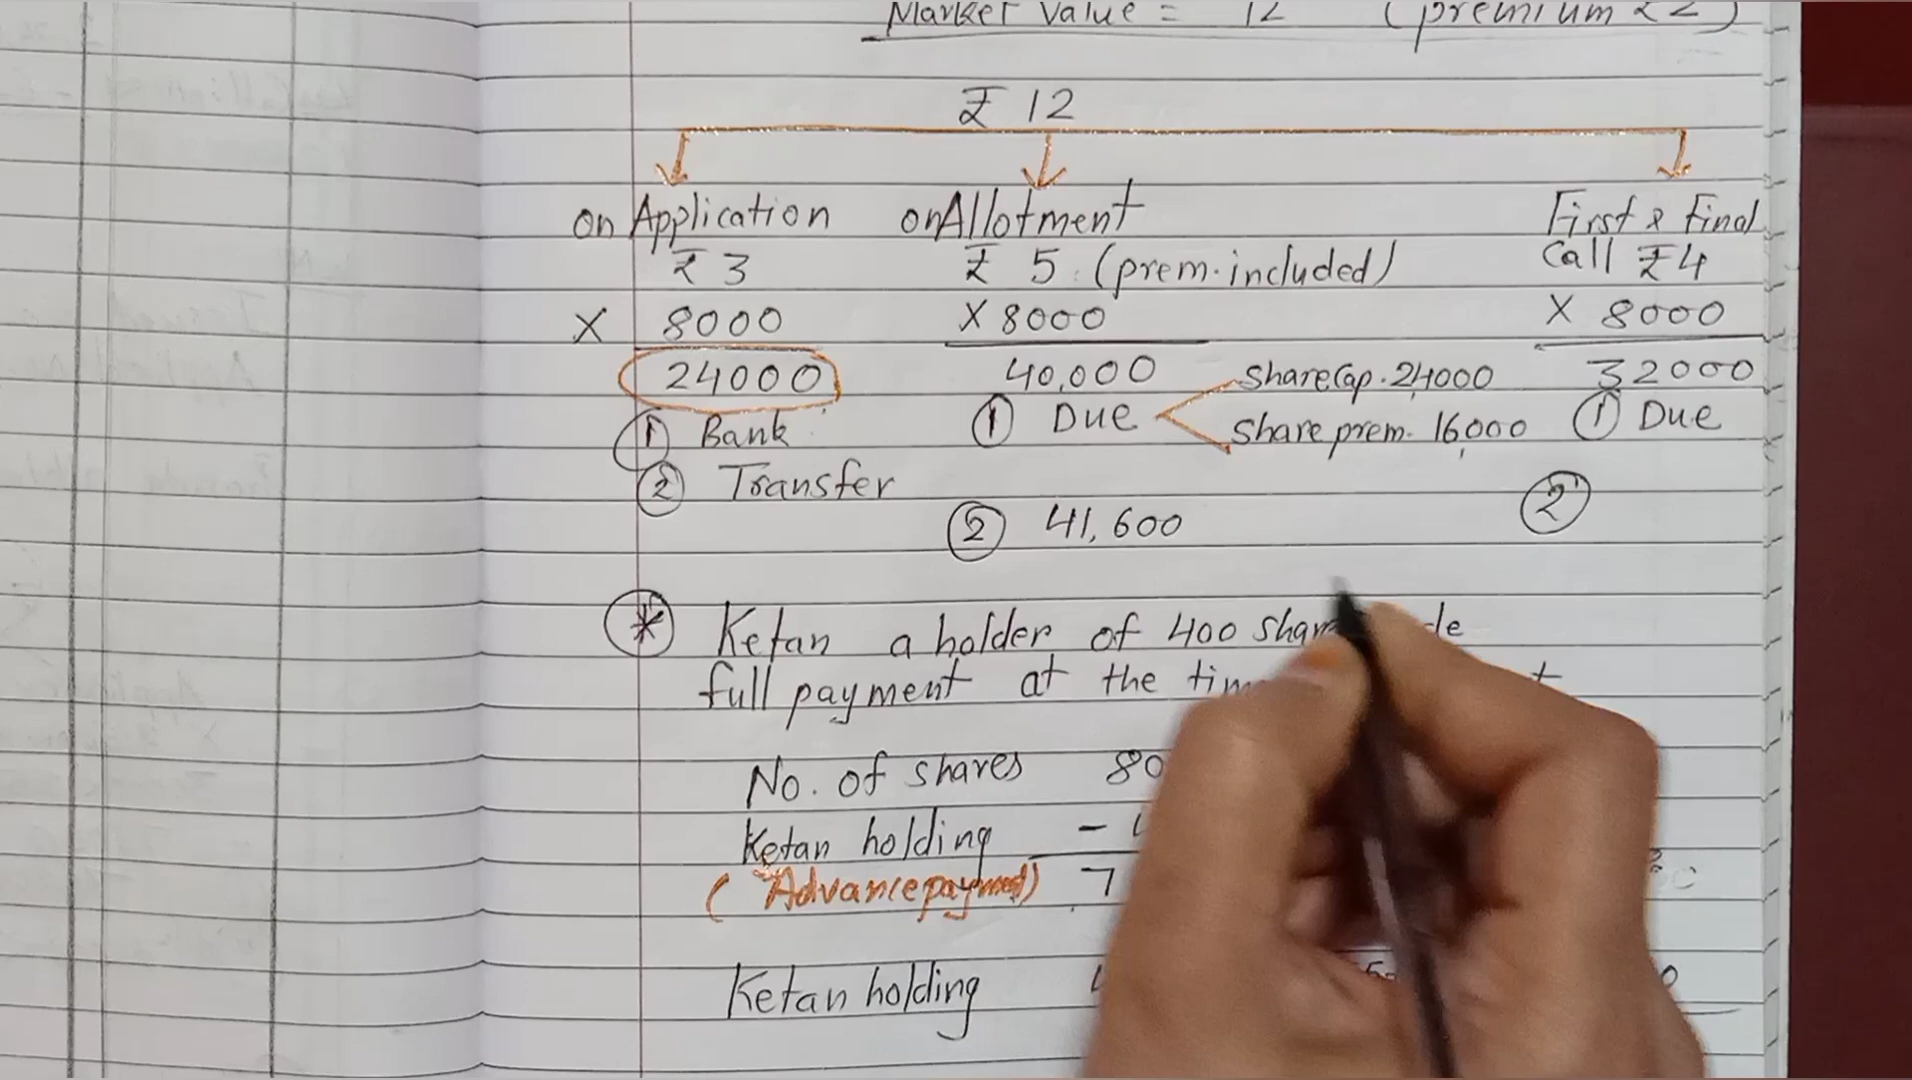 Market Value = 12 (premium ₹2)
₹ 12
on Application on Allotment First & Final
₹ 3 ₹ 5 (prem. included) Call ₹4
X 8000 X 8000 X 8000
24000 40,000 Share Cap. 24000 32000
① Bank ① Due Share prem. 16,000 ① Due
② Transfer
② 41,600 ②
* Ketan a holder of 400
full payment at the
No. of shares
Ketan holding -
(Advance payment)
Ketan holding